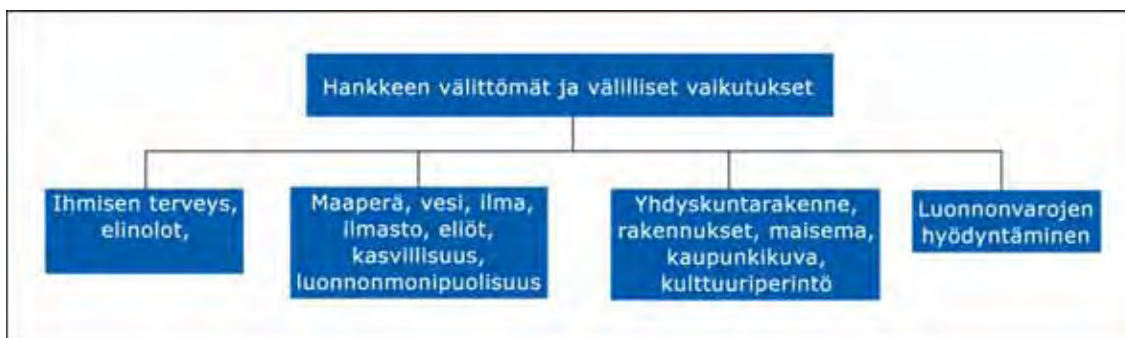 Hankkeen välittömät ja välilliset vaikutukset
Ihmisen terveys,
elinolot,
Maaperä, vesi, ilma,
ilmasto, eliöt,
kasvillisuus,
luonnonmonipuolisuus
Yhdyskuntarakenne,
rakennukset, maisema,
kaupunkikuva,
kulttuuriperintö
Luonnonvarojen
hyödyntäminen